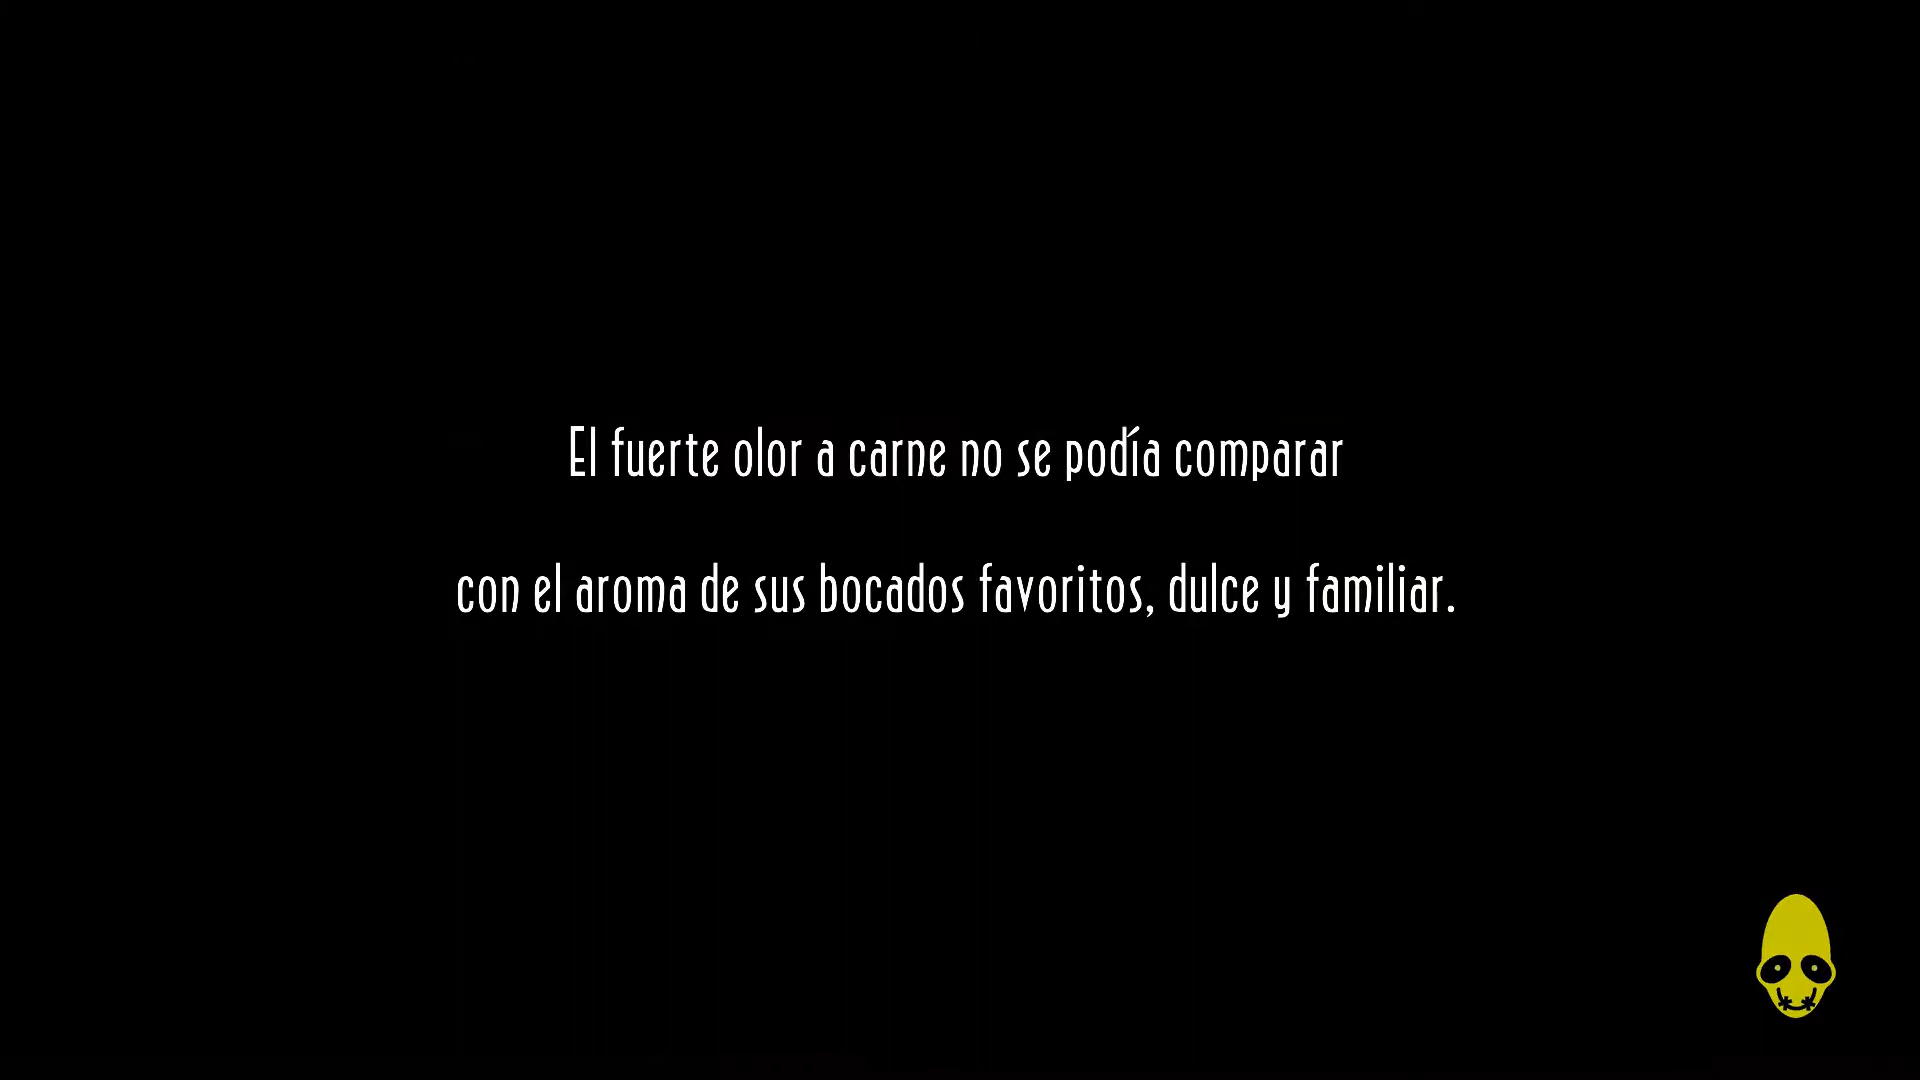 El fuerte olor a carne no se podía comparar
con el aroma de sus bocados favoritos, dulce y familiar.